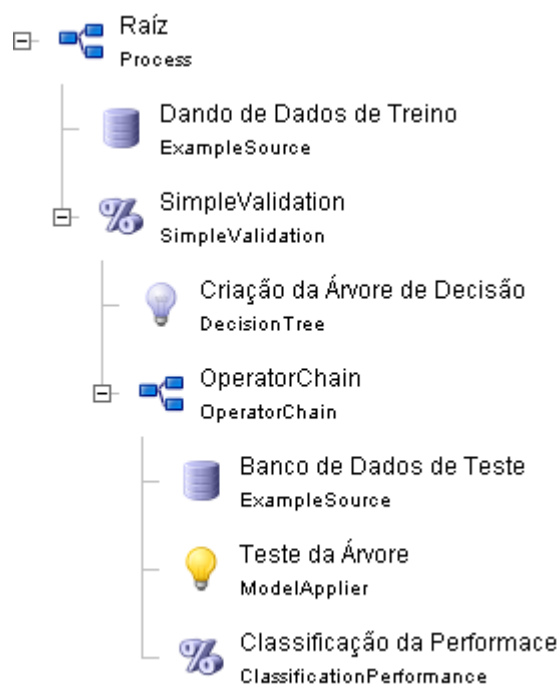 Raíz
Process
Dando de Dados de Treino
ExampleSource
SimpleValidation
SimpleValidation
Criação da Árvore de Decisão
DecisionTree
OperatorChain
OperatorChain
Banco de Dados de Teste
ExampleSource
Teste da Árvore
ModelApplier
Classificação da Performace
ClassificationPerformance